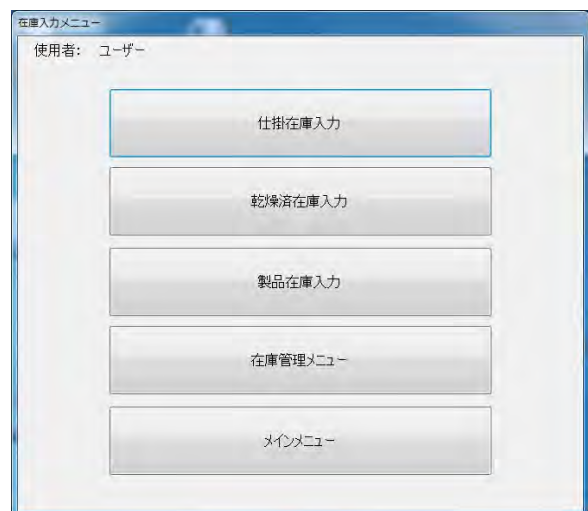 在庫入力メニュー
使用者: ユーザー
仕掛在庫入力
乾燥済在庫入力
製品在庫入力
在庫管理メニュー
メインメニュー